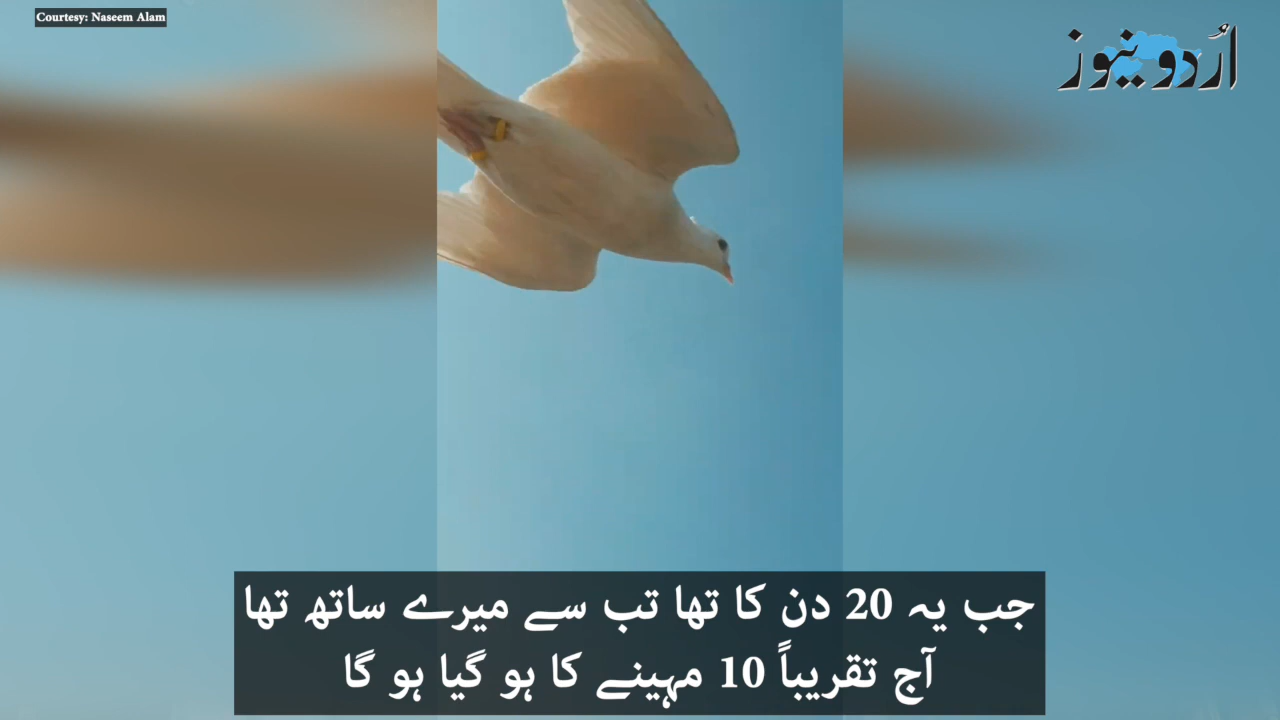 Courtesy: Naseem Alam
اُردو نیوز
جب یہ 20 دن کا تھا تب سے میرے ساتھ تھا
آج تقریباً 10 مہینے کا ہو گیا ہو گا